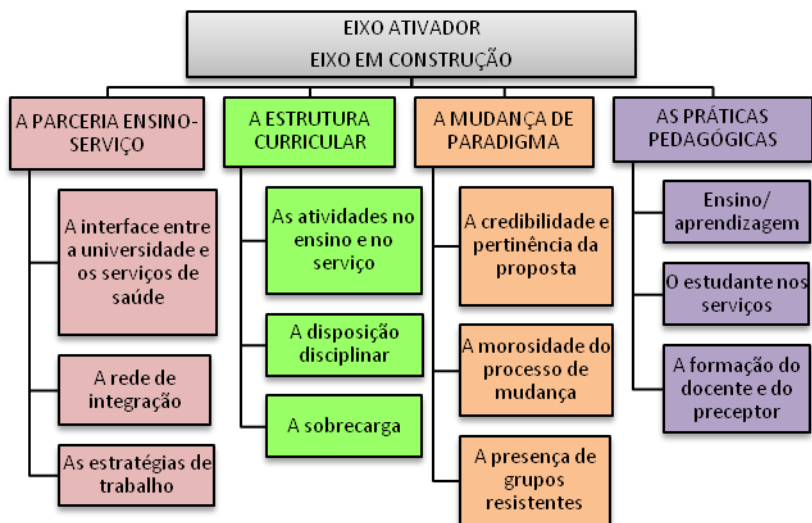 EIXO ATIVADOR
EIXO EM CONSTRUÇÃO
A PARCERIA ENSINO-
SERVIÇO
A interface entre
a universidade e
os serviços de
saúde
A rede de
integração
As estratégias de
trabalho
A ESTRUTURA
CURRICULAR
As atividades no
ensino e no
serviço
A disposição
disciplinar
A sobrecarga
A MUDANÇA DE
PARADIGMA
A credibilidade e
pertinência da
proposta
A morosidade do
processo de
mudança
A presença de
grupos
resistentes
AS PRÁTICAS
PEDAGÓGICAS
Ensino/
aprendizagem
O estudante nos
serviços
A formação do
docente e do
preceptor